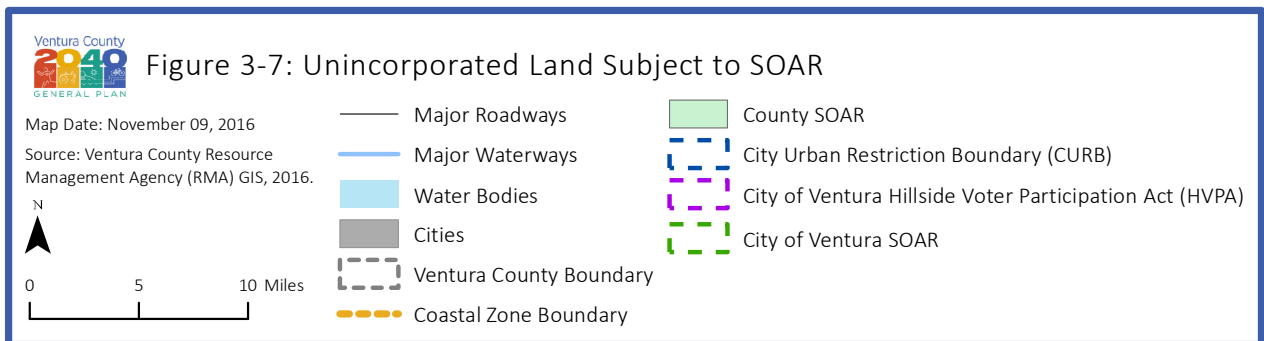 Ventura County
2040
GENERAL PLAN
Figure 3-7: Unincorporated Land Subject to SOAR
Map Date: November 09, 2016
Source: Ventura County Resource
Management Agency (RMA) GIS, 2016.
N
0 5 10 Miles
Major Roadways
Major Waterways
Water Bodies
Cities
Ventura County Boundary
Coastal Zone Boundary
County SOAR
City Urban Restriction Boundary (CURB)
City of Ventura Hillside Voter Participation Act (HVPA)
City of Ventura SOAR